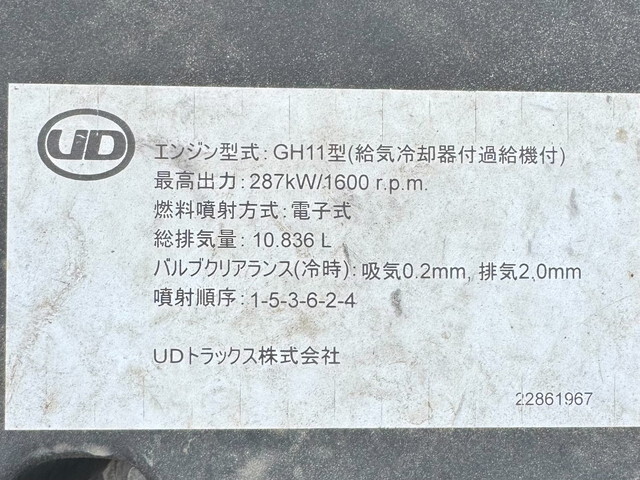 UD
エンジン型式: GH11型(給気冷却器付過給機付)
最高出力: 287kW/1600 r.p.m.
燃料噴射方式: 電子式
総排気量: 10.836 L
バルブクリアランス(冷時): 吸気0.2mm, 排気2.0mm
噴射順序: 1-5-3-6-2-4
UDトラックス株式会社
22861967